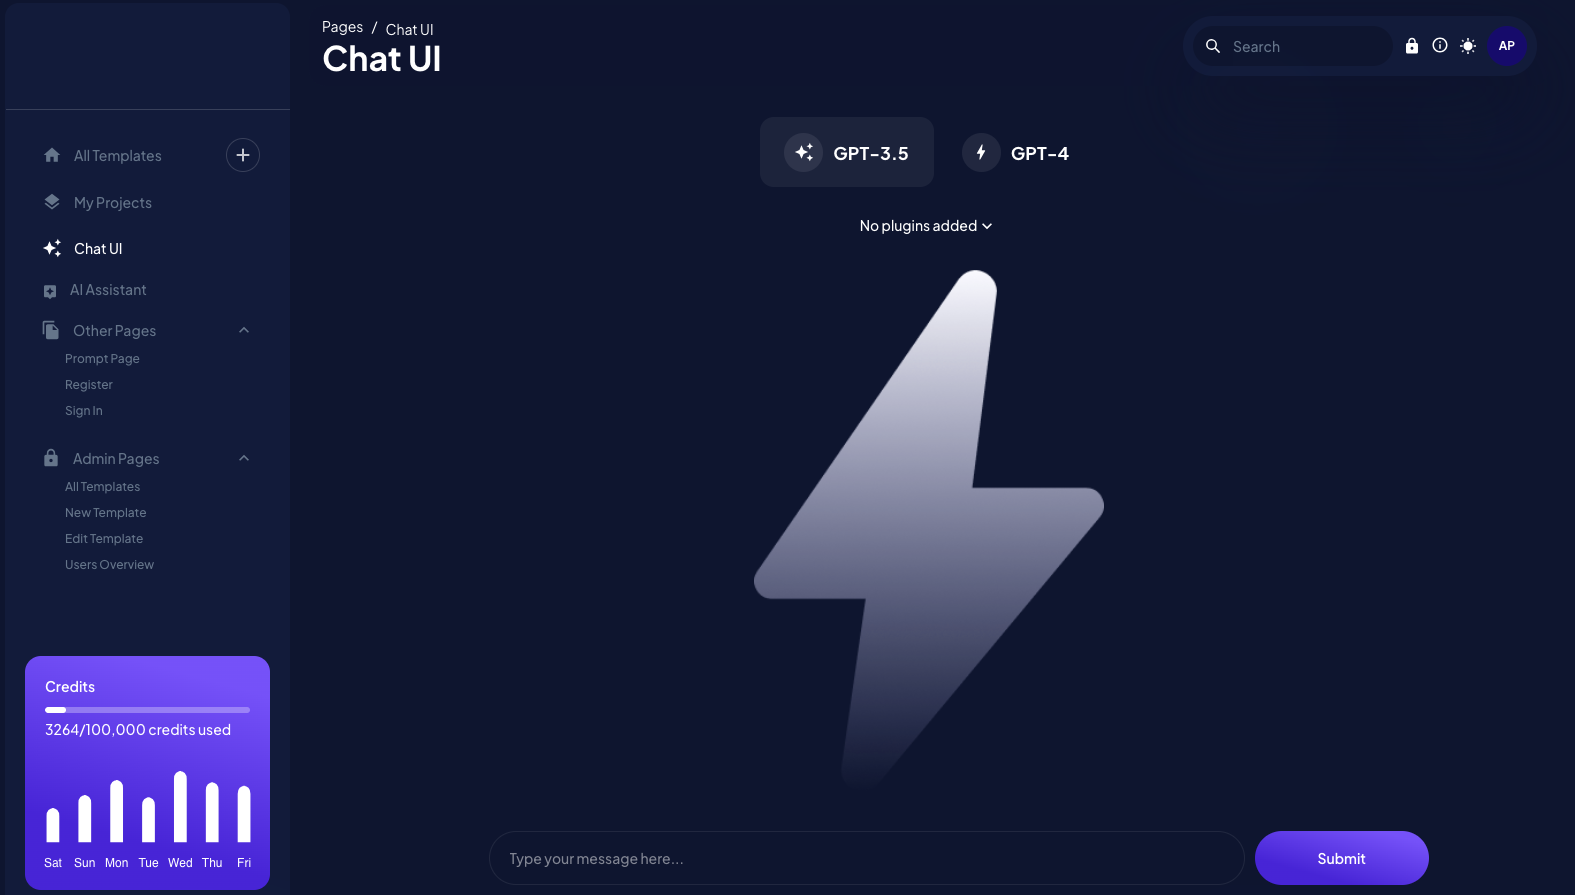 All Templates
My Projects
Chat UI
AI Assistant
Other Pages
Prompt Page
Register
Sign In
Admin Pages
All Templates
New Template
Edit Template
Users Overview
Credits
3264/100,000 credits used
Sat Sun Mon Tue Wed Thu Fri
Pages / Chat UI
Chat UI
Search
AP
GPT-3.5
GPT-4
No plugins added
Type your message here...
Submit